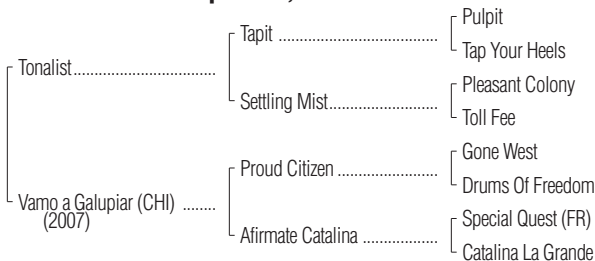 Pulpit
Tapit ................................
Tap Your Heels
Tonalist..................................
Pleasant Colony
Settling Mist.....................
Toll Fee
Gone West
Proud Citizen ...................
Drums Of Freedom
Vamo a Galupiar (CHI) ........
(2007)
Special Quest (FR)
Afirmate Catalina ..................
Catalina La Grande